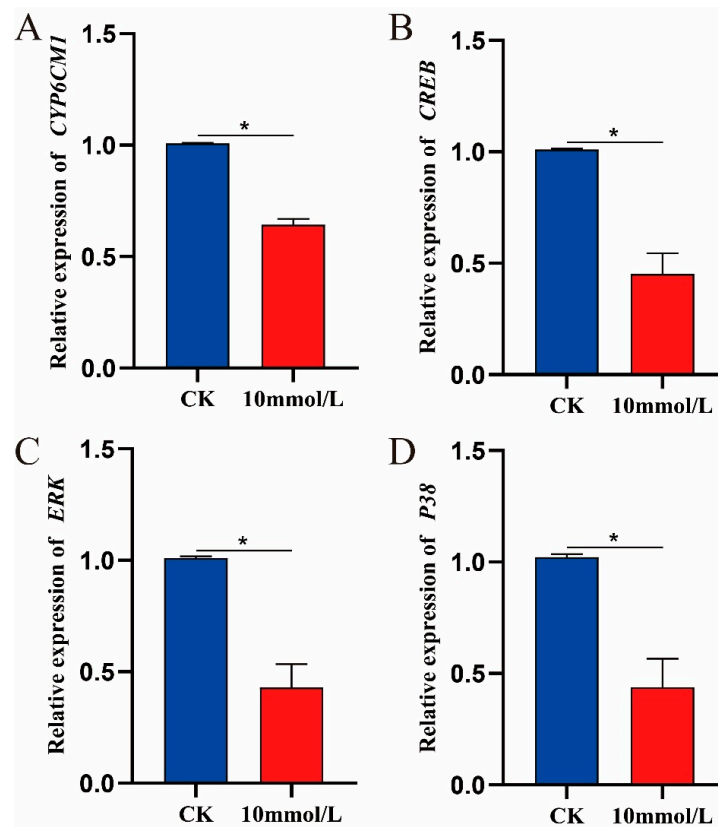 A
Relative expression of CYP6CM1
1.5
1.0
0.5
0.0
*
CK 10mmol/L
B
Relative expression of CREB
1.5
1.0
0.5
0.0
*
CK 10mmol/L
C
Relative expression of ERK
1.5
1.0
0.5
0.0
*
CK 10mmol/L
D
Relative expression of P38
1.5
1.0
0.5
0.0
*
CK 10mmol/L